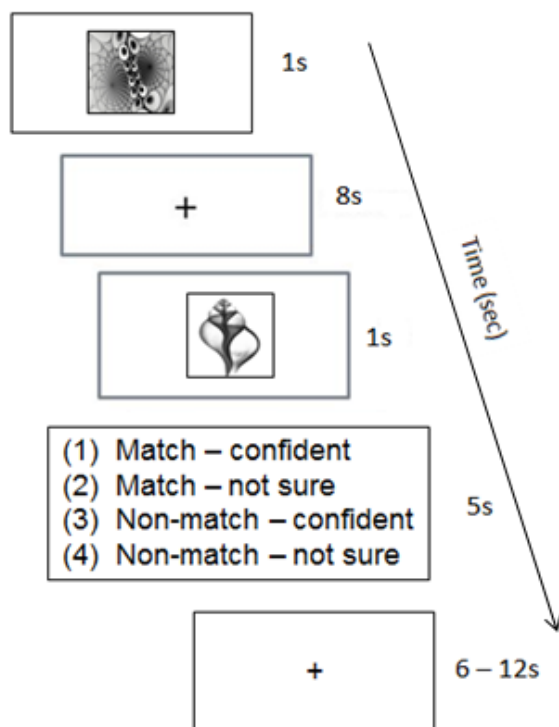 1s
+
8s
1s
Time (sec)
(1) Match – confident
(2) Match – not sure
(3) Non-match – confident
(4) Non-match – not sure
5s
+
6 – 12s